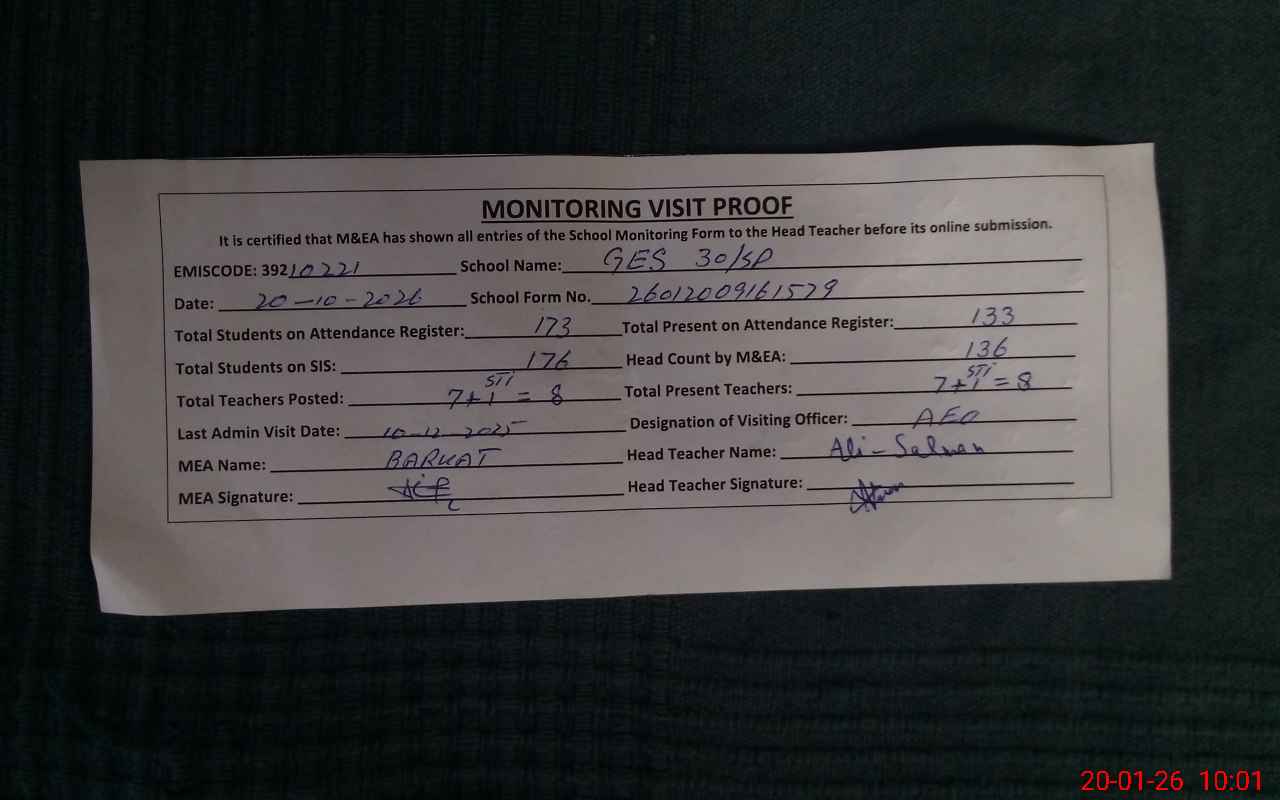 MONITORING VISIT PROOF
It is certified that M&EA has shown all entries of the School Monitoring Form to the Head Teacher before its online submission.
EMISCODE: 39210221 School Name: GES 30/SP
Date: 20-10-2026 School Form No. 26012009161579
Total Students on Attendance Register: 173 Total Present on Attendance Register: 133
Total Students on SIS: 176 Head Count by M&EA: 136
STI STI
Total Teachers Posted: 7+1 = 8 Total Present Teachers: 7+1 = 8
Last Admin Visit Date: 10-12-2025 Designation of Visiting Officer: AEO
MEA Name: BARKAT Head Teacher Name: Ali-Salman
MEA Signature: Head Teacher Signature:
20-01-26 10:01